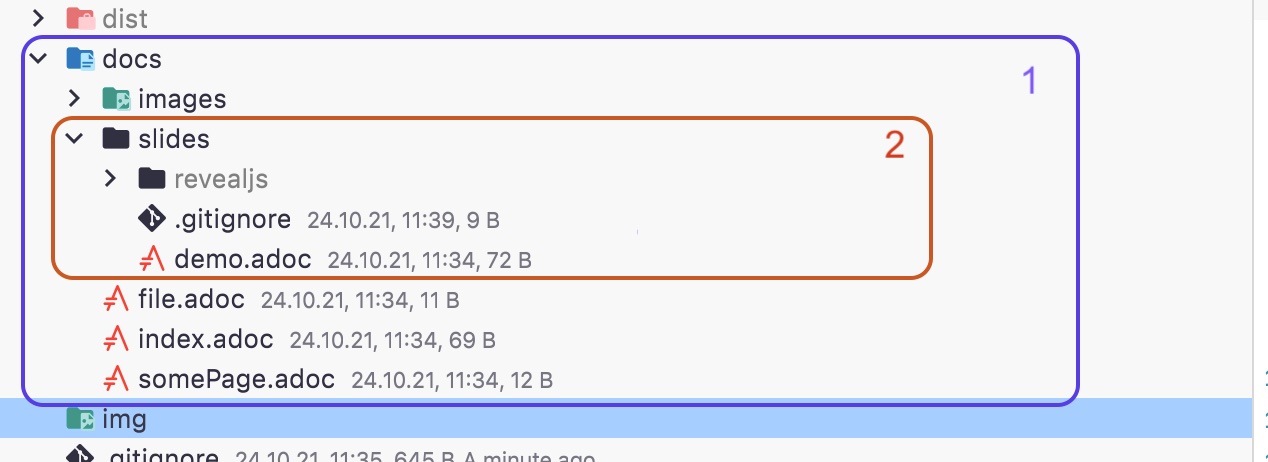 dist
docs
1
images
slides
2
revealjs
.gitignore 24.10.21, 11:39, 9 B
demo.adoc 24.10.21, 11:34, 72 B
file.adoc 24.10.21, 11:34, 11 B
index.adoc 24.10.21, 11:34, 69 B
somePage.adoc 24.10.21, 11:34, 12 B
img
.gitignore 24.10.21, 11:35, 645 B A minute ago